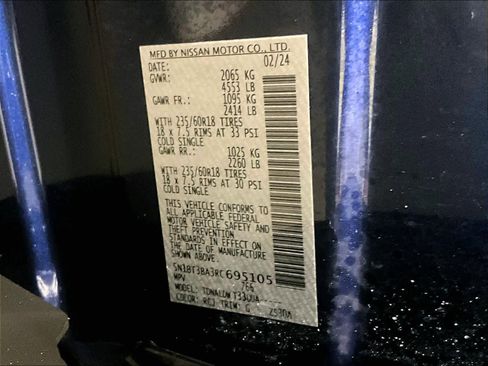 MFD BY NISSAN MOTOR CO., LTD.
DATE: 02/24
GVWR: 2065 KG
4553 LB
GAWR FR.: 1095 KG
2414 LB
WITH 235/60R18 TIRES
18 x 7.5 RIMS AT 33 PSI
COLD SINGLE
GAWR RR.: 1025 KG
2260 LB
WITH 235/60R18 TIRES
18 x 7.5 RIMS AT 30 PSI
COLD SINGLE
THIS VEHICLE CONFORMS TO
ALL APPLICABLE FEDERAL
MOTOR VEHICLE SAFETY AND
THEFT PREVENTION
STANDARDS IN EFFECT ON
THE DATE OF MANUFACTURE
SHOWN ABOVE.
5N1BT3BA3RC695105
MPV 766
MODEL:
COLOR: RCJ TRIM: G